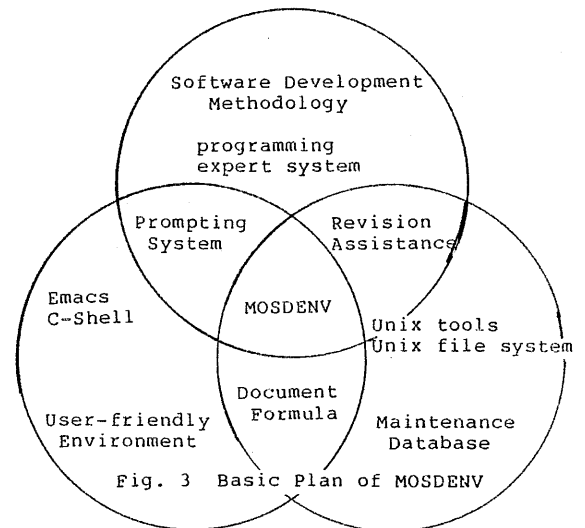 Software Development
Methodology
programming
expert system
Prompting
System
Revision
Assistance
Emacs
C-Shell
MOSDENV
Unix tools
Unix file system
Document
Formula
User-friendly
Environment
Maintenance
Database
Fig. 3 Basic Plan of MOSDENV